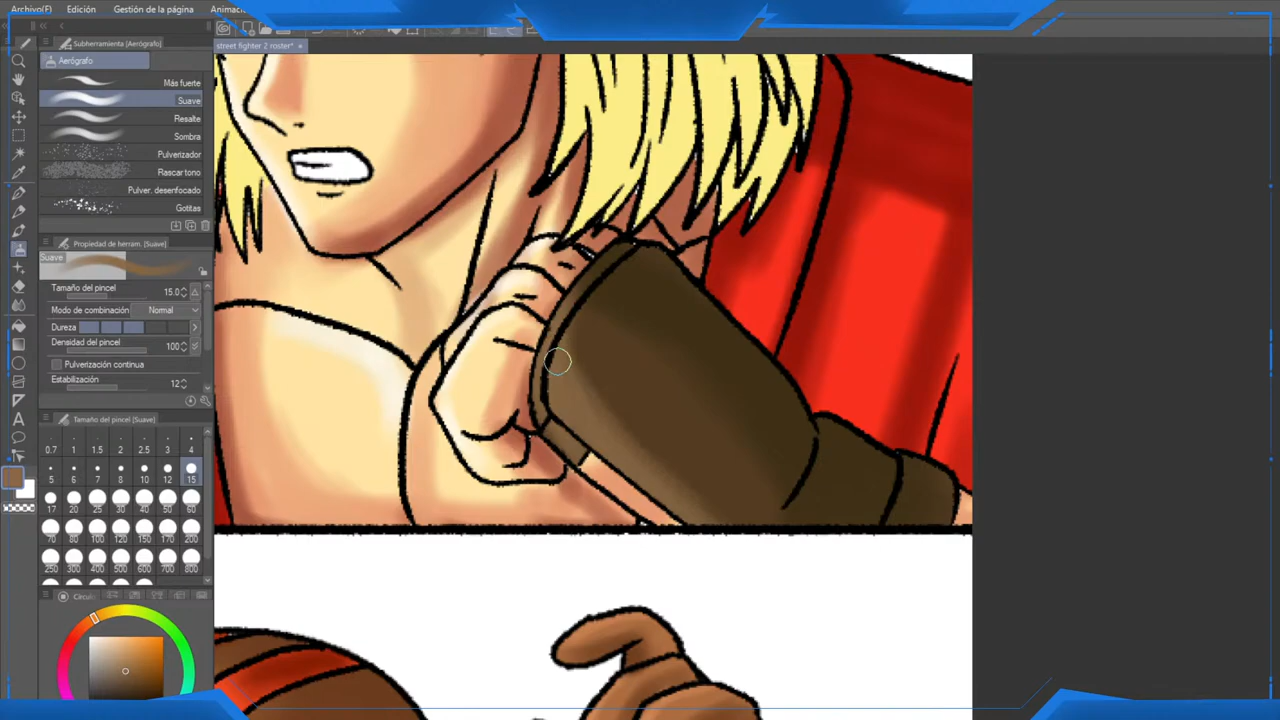 Archivo(F) Edición Gestión de la página Animació
street fighter 2 roster*
Subherramienta (Aerógrafo)
Aerógrafo
Más fuerte
Suave
Resalte
Sombra
Pulverizador
Rascar tono
Pulver. desenfocado
Gotitas
Propiedad de herram. (Suave)
Suave
Tamaño del pincel 15.0
Modo de combinación Normal
Dureza
Densidad del pincel 100
Pulverización continua
Estabilización 12
Tamaño del pincel (Suave)
0.7 1 1.5 2 2.5 3 4
5 6 7 8 10 12 15
17 20 25 30 40 50 60
70 80 100 120 150 170 200
250 300 400 500 600 700 800
Círculo